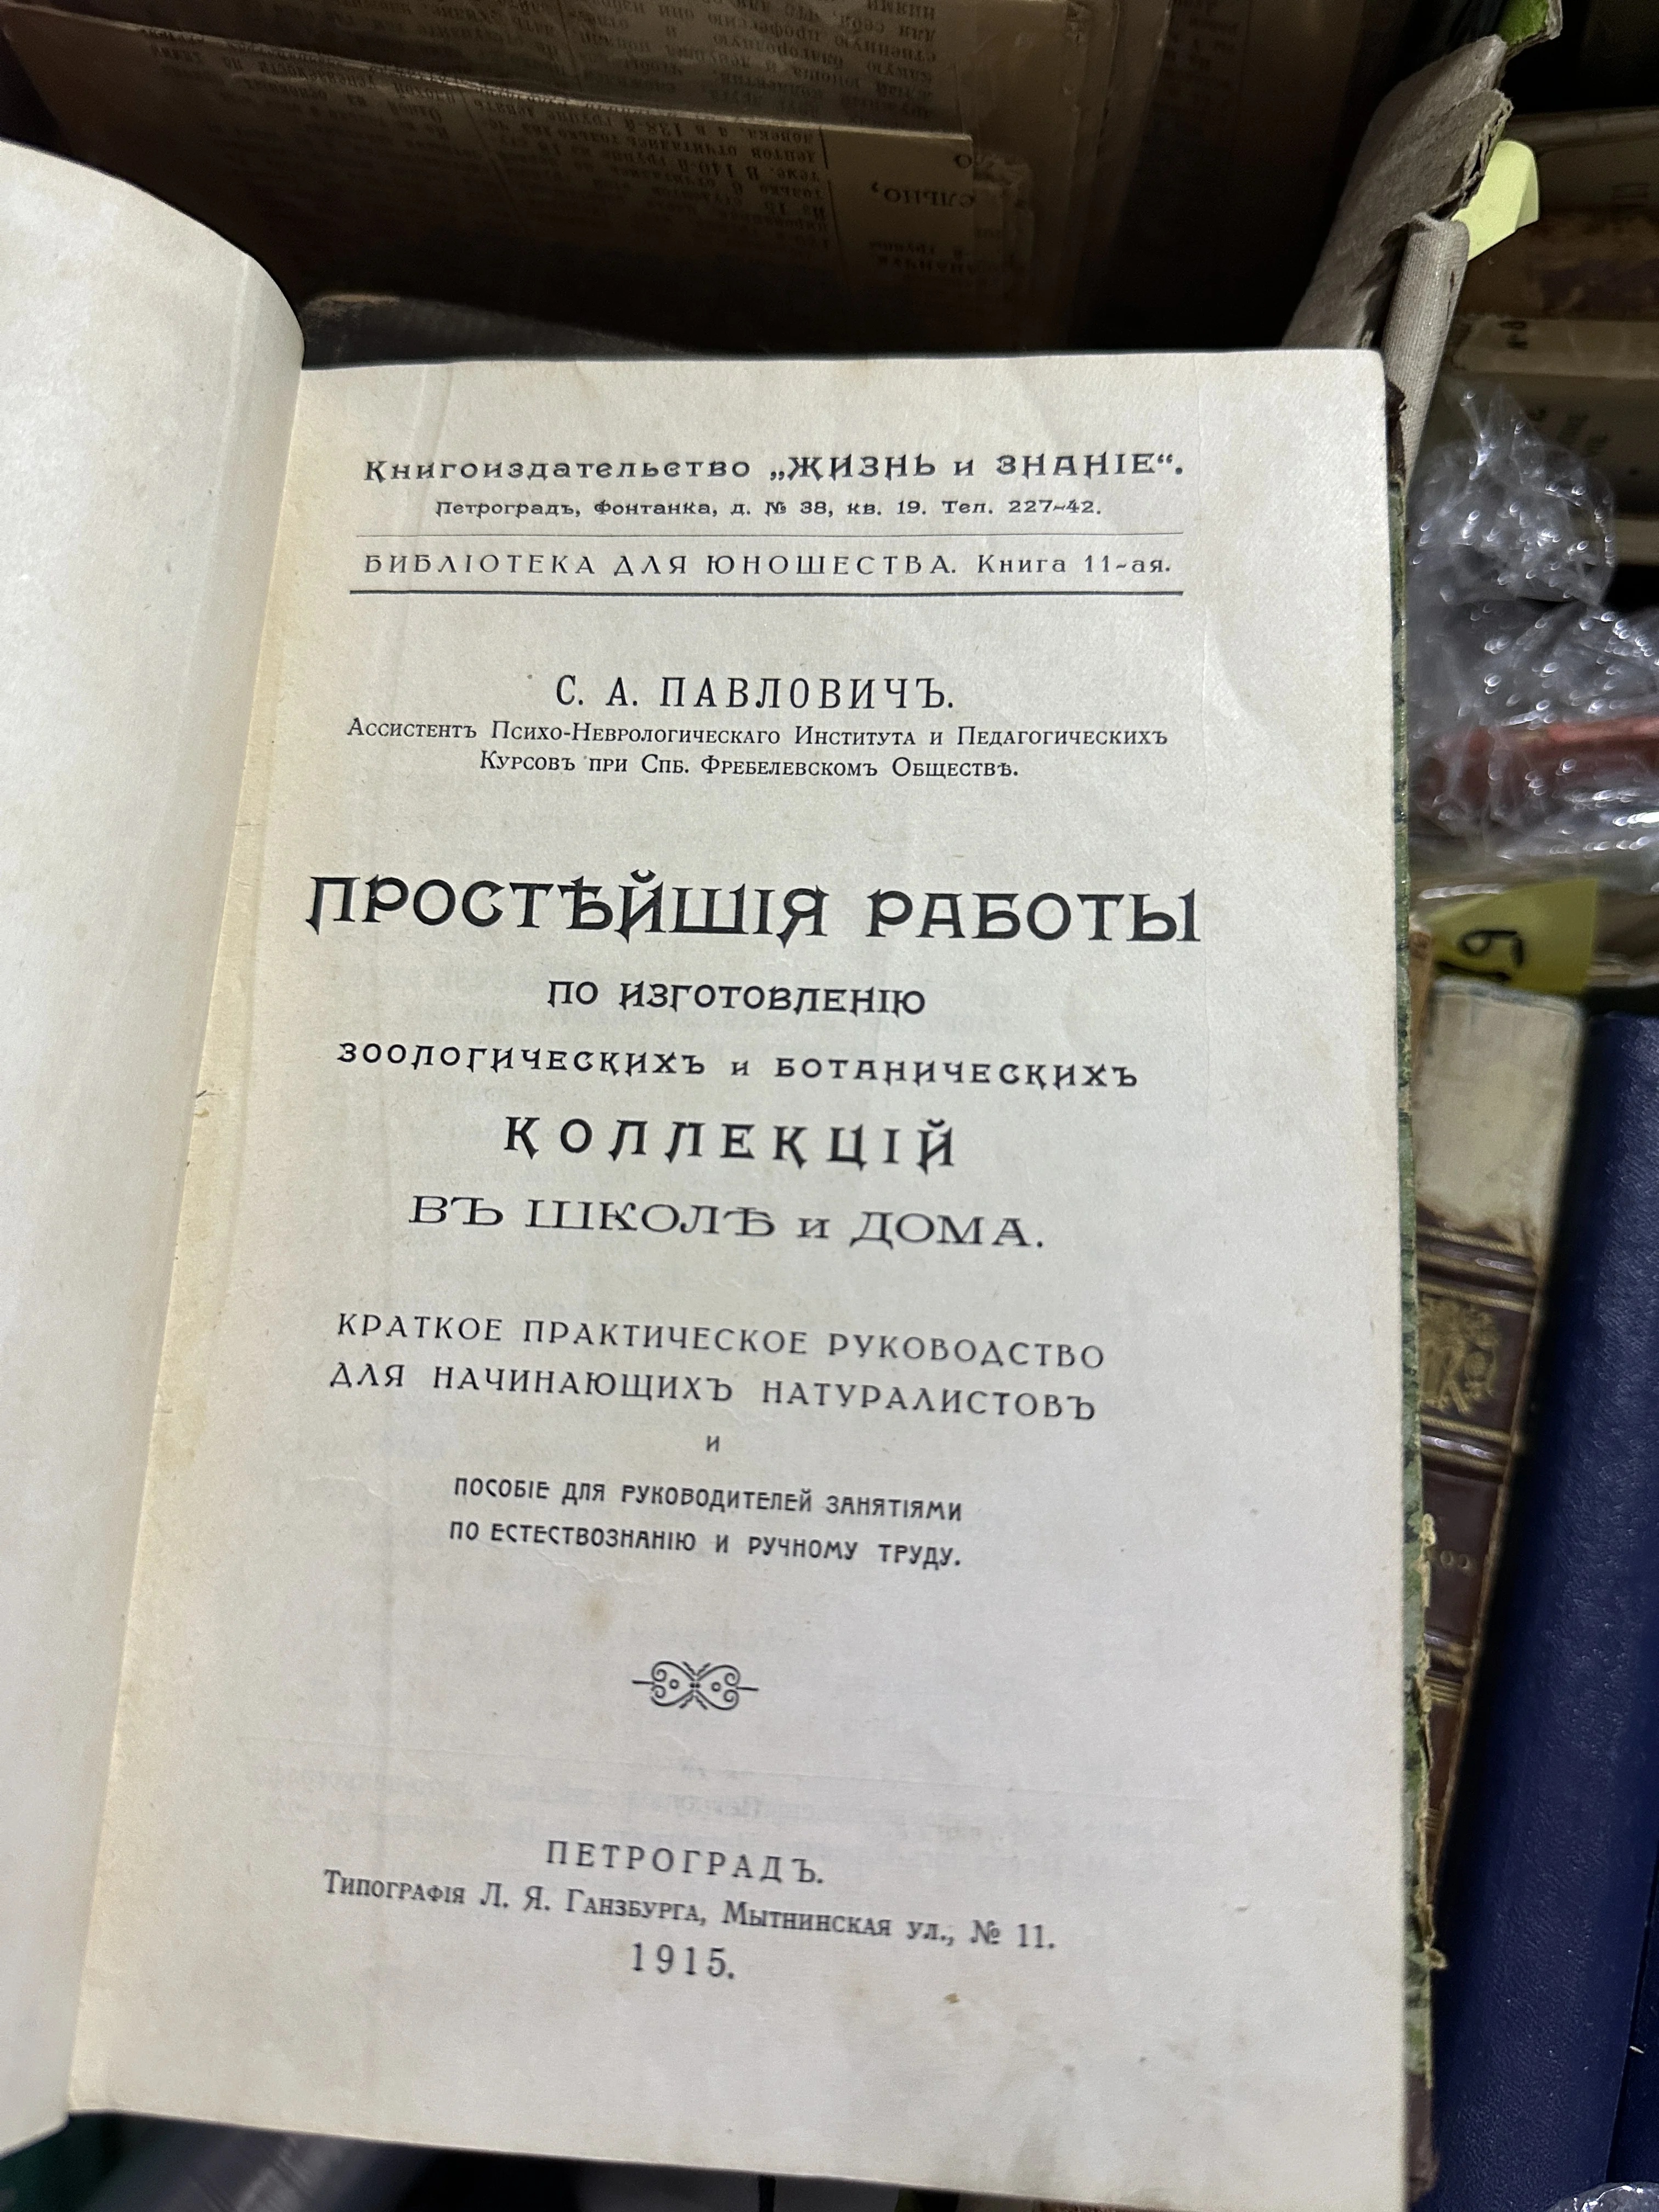 Книгоиздательство „ЖИЗНЬ и ЗНАНІЕ“.
Петроградъ, Фонтанка, д. № 38, кв. 19. Тел. 227-42.
БИБЛІОТЕКА ДЛЯ ЮНОШЕСТВА. Книга 11-ая.
С. А. ПАВЛОВИЧЪ.
Ассистентъ Психо-Неврологическаго Института и Педагогическихъ
Курсовъ при Спб. Фребелевскомъ Обществѣ.
ПРОСТѢЙШІЯ РАБОТЫ
ПО ИЗГОТОВЛЕНІЮ
ЗООЛОГИЧЕСКИХЪ и БОТАНИЧЕСКИХЪ
КОЛЛЕКЦІЙ
ВЪ ШКОЛѢ и ДОМА.
КРАТКОЕ ПРАКТИЧЕСКОЕ РУКОВОДСТВО
ДЛЯ НАЧИНАЮЩИХЪ НАТУРАЛИСТОВЪ
И
ПОСОБІЕ ДЛЯ РУКОВОДИТЕЛЕЙ ЗАНЯТІЯМИ
ПО ЕСТЕСТВОЗНАНІЮ И РУЧНОМУ ТРУДУ.
ПЕТРОГРАДЪ.
Типографія Л. Я. Ганзбурга, Мытнинская ул., № 11.
1915.